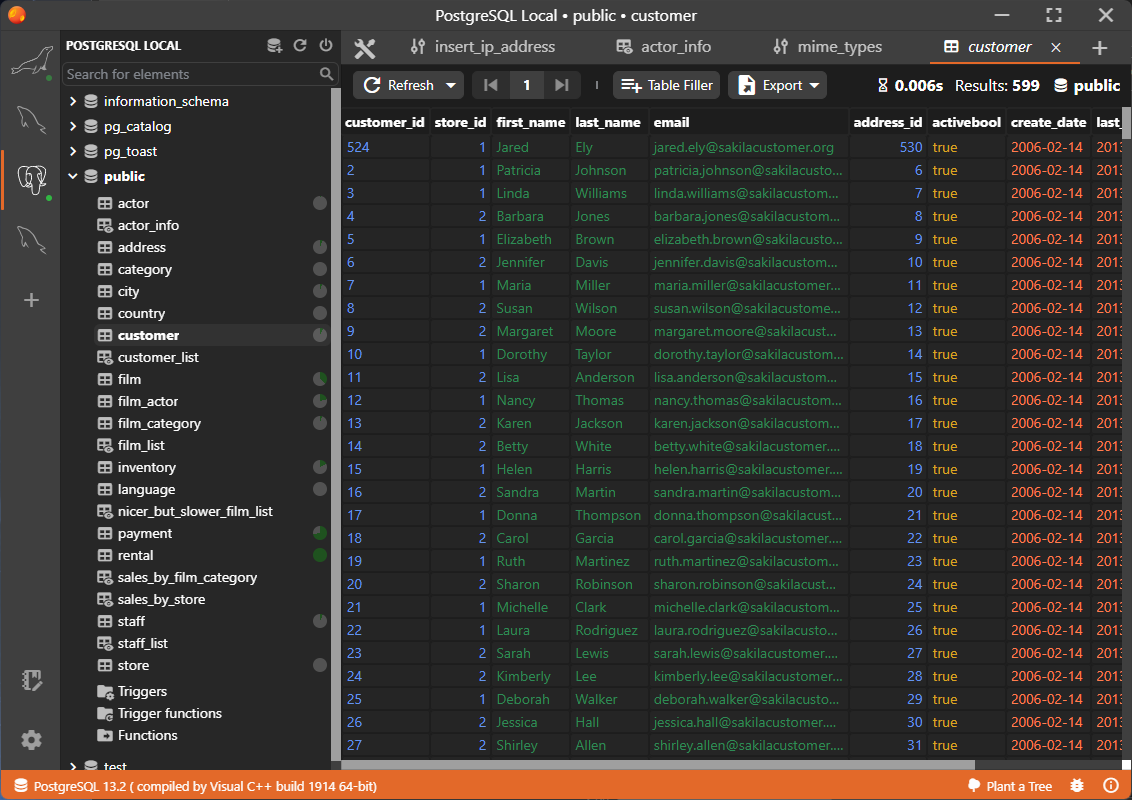 PostgreSQL Local • public • customer
POSTGRESQL LOCAL
Search for elements
information_schema
pg_catalog
pg_toast
public
actor
actor_info
address
category
city
country
customer
customer_list
film
film_actor
film_category
film_list
inventory
language
nicer_but_slower_film_list
payment
rental
sales_by_film_category
sales_by_store
staff
staff_list
store
Triggers
Trigger functions
Functions
test
insert_ip_address actor_info mime_types customer
Refresh 1 Table Filler Export 0.006s Results: 599 public
customer_id store_id first_name last_name email address_id activebool create_date last_
524 1 Jared Ely jared.ely@sakilacustomer.org 530 true 2006-02-14 2013
2 1 Patricia Johnson patricia.johnson@sakilacusto... 6 true 2006-02-14 2013
3 1 Linda Williams linda.williams@sakilacustom... 7 true 2006-02-14 2013
4 2 Barbara Jones barbara.jones@sakilacustom... 8 true 2006-02-14 2013
5 1 Elizabeth Brown elizabeth.brown@sakilacusto... 9 true 2006-02-14 2013
6 2 Jennifer Davis jennifer.davis@sakilacustom... 10 true 2006-02-14 2013
7 1 Maria Miller maria.miller@sakilacustomer... 11 true 2006-02-14 2013
8 2 Susan Wilson susan.wilson@sakilacustome... 12 true 2006-02-14 2013
9 2 Margaret Moore margaret.moore@sakilacust... 13 true 2006-02-14 2013
10 1 Dorothy Taylor dorothy.taylor@sakilacustom... 14 true 2006-02-14 2013
11 2 Lisa Anderson lisa.anderson@sakilacustom... 15 true 2006-02-14 2013
12 1 Nancy Thomas nancy.thomas@sakilacustom... 16 true 2006-02-14 2013
13 2 Karen Jackson karen.jackson@sakilacustom... 17 true 2006-02-14 2013
14 2 Betty White betty.white@sakilacustomer.... 18 true 2006-02-14 2013
15 1 Helen Harris helen.harris@sakilacustomer... 19 true 2006-02-14 2013
16 2 Sandra Martin sandra.martin@sakilacustom... 20 true 2006-02-14 2013
17 1 Donna Thompson donna.thompson@sakilacust... 21 true 2006-02-14 2013
18 2 Carol Garcia carol.garcia@sakilacustomer.... 22 true 2006-02-14 2013
19 1 Ruth Martinez ruth.martinez@sakilacustom... 23 true 2006-02-14 2013
20 2 Sharon Robinson sharon.robinson@sakilacust... 24 true 2006-02-14 2013
21 1 Michelle Clark michelle.clark@sakilacustom... 25 true 2006-02-14 2013
22 1 Laura Rodriguez laura.rodriguez@sakilacusto... 26 true 2006-02-14 2013
23 2 Sarah Lewis sarah.lewis@sakilacustomer.... 27 true 2006-02-14 2013
24 2 Kimberly Lee kimberly.lee@sakilacustomer... 28 true 2006-02-14 2013
25 1 Deborah Walker deborah.walker@sakilacusto... 29 true 2006-02-14 2013
26 2 Jessica Hall jessica.hall@sakilacustomer.... 30 true 2006-02-14 2013
27 2 Shirley Allen shirley.allen@sakilacustomer... 31 true 2006-02-14 2013
PostgreSQL 13.2 ( compiled by Visual C++ build 1914 64-bit) Plant a Tree